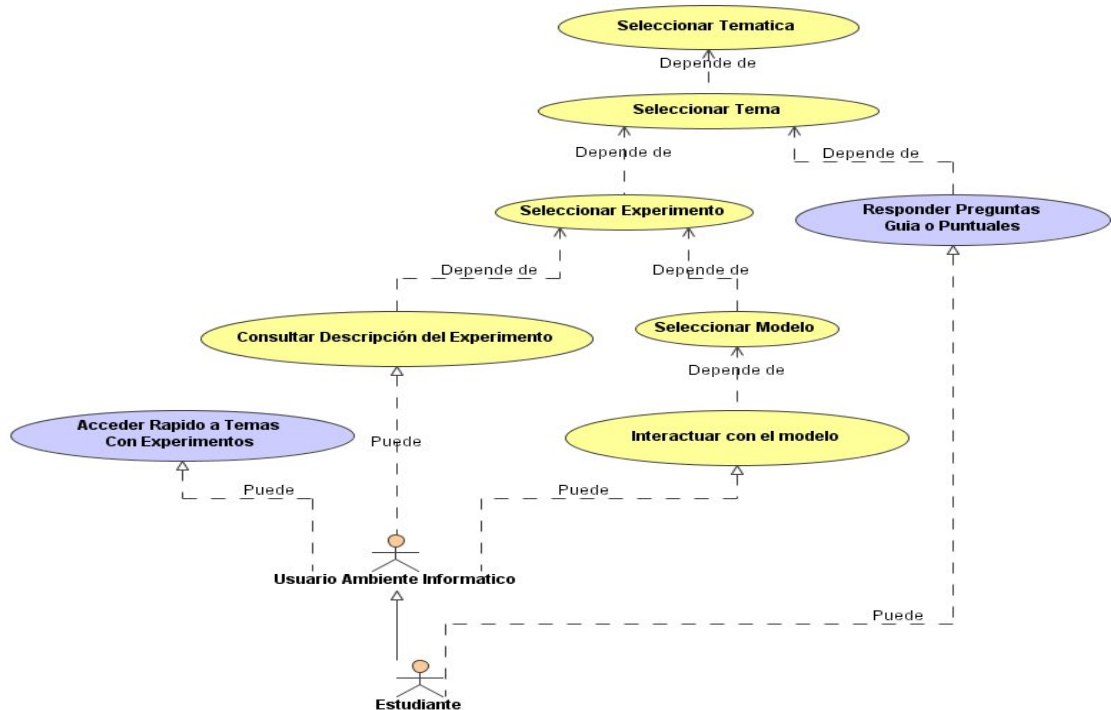 Seleccionar Tematica
Depende de
Seleccionar Tema
Depende de
Depende de
Seleccionar Experimento
Responder Preguntas
Guia o Puntuales
Depende de
Depende de
Consultar Descripción del Experimento
Seleccionar Modelo
Depende de
Acceder Rapido a Temas
Con Experimentos
Puede
Interactuar con el modelo
Puede
Puede
Usuario Ambiente Informatico
Puede
Estudiante